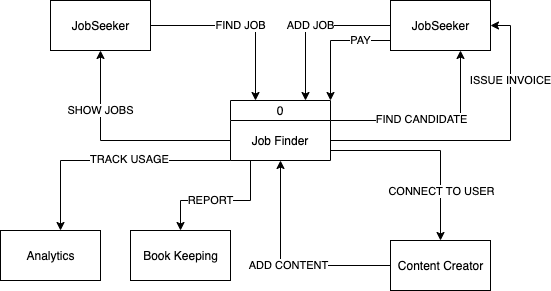 JobSeeker
FIND JOB
ADD JOB
JobSeeker
PAY
ISSUE INVOICE
SHOW JOBS
0
FIND CANDIDATE
Job Finder
TRACK USAGE
CONNECT TO USER
REPORT
Analytics
Book Keeping
ADD CONTENT
Content Creator